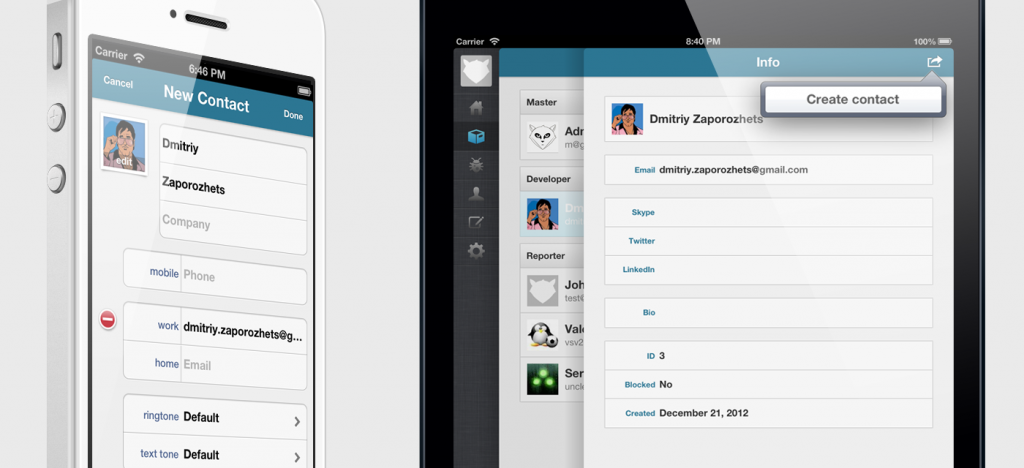 Carrier
6:46 PM
Cancel
New Contact
Done
edit
Dmitriy
Zaporozhets
Company
mobile Phone
work dmitriy.zaporozhets@g...
home Email
ringtone Default
text tone Default
Carrier
8:40 PM
100%
Info
Create contact
Master
Adm
m@g
Developer
Dm
Reporter
Joh
test@
Vale
vsv2
Ser
uncle
Dmitriy Zaporozhets
Email dmitriy.zaporozhets@gmail.com
Skype
Twitter
LinkedIn
Bio
ID 3
Blocked No
Created December 21, 2012